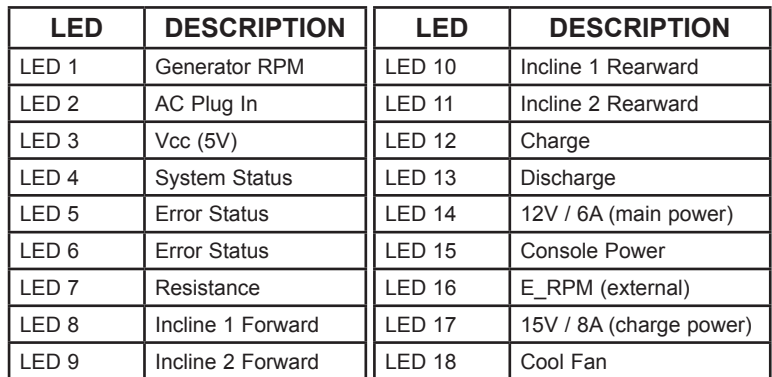 LED DESCRIPTION LED DESCRIPTION
LED 1 Generator RPM LED 10 Incline 1 Rearward
LED 2 AC Plug In LED 11 Incline 2 Rearward
LED 3 Vcc (5V) LED 12 Charge
LED 4 System Status LED 13 Discharge
LED 5 Error Status LED 14 12V / 6A (main power)
LED 6 Error Status LED 15 Console Power
LED 7 Resistance LED 16 E_RPM (external)
LED 8 Incline 1 Forward LED 17 15V / 8A (charge power)
LED 9 Incline 2 Forward LED 18 Cool Fan